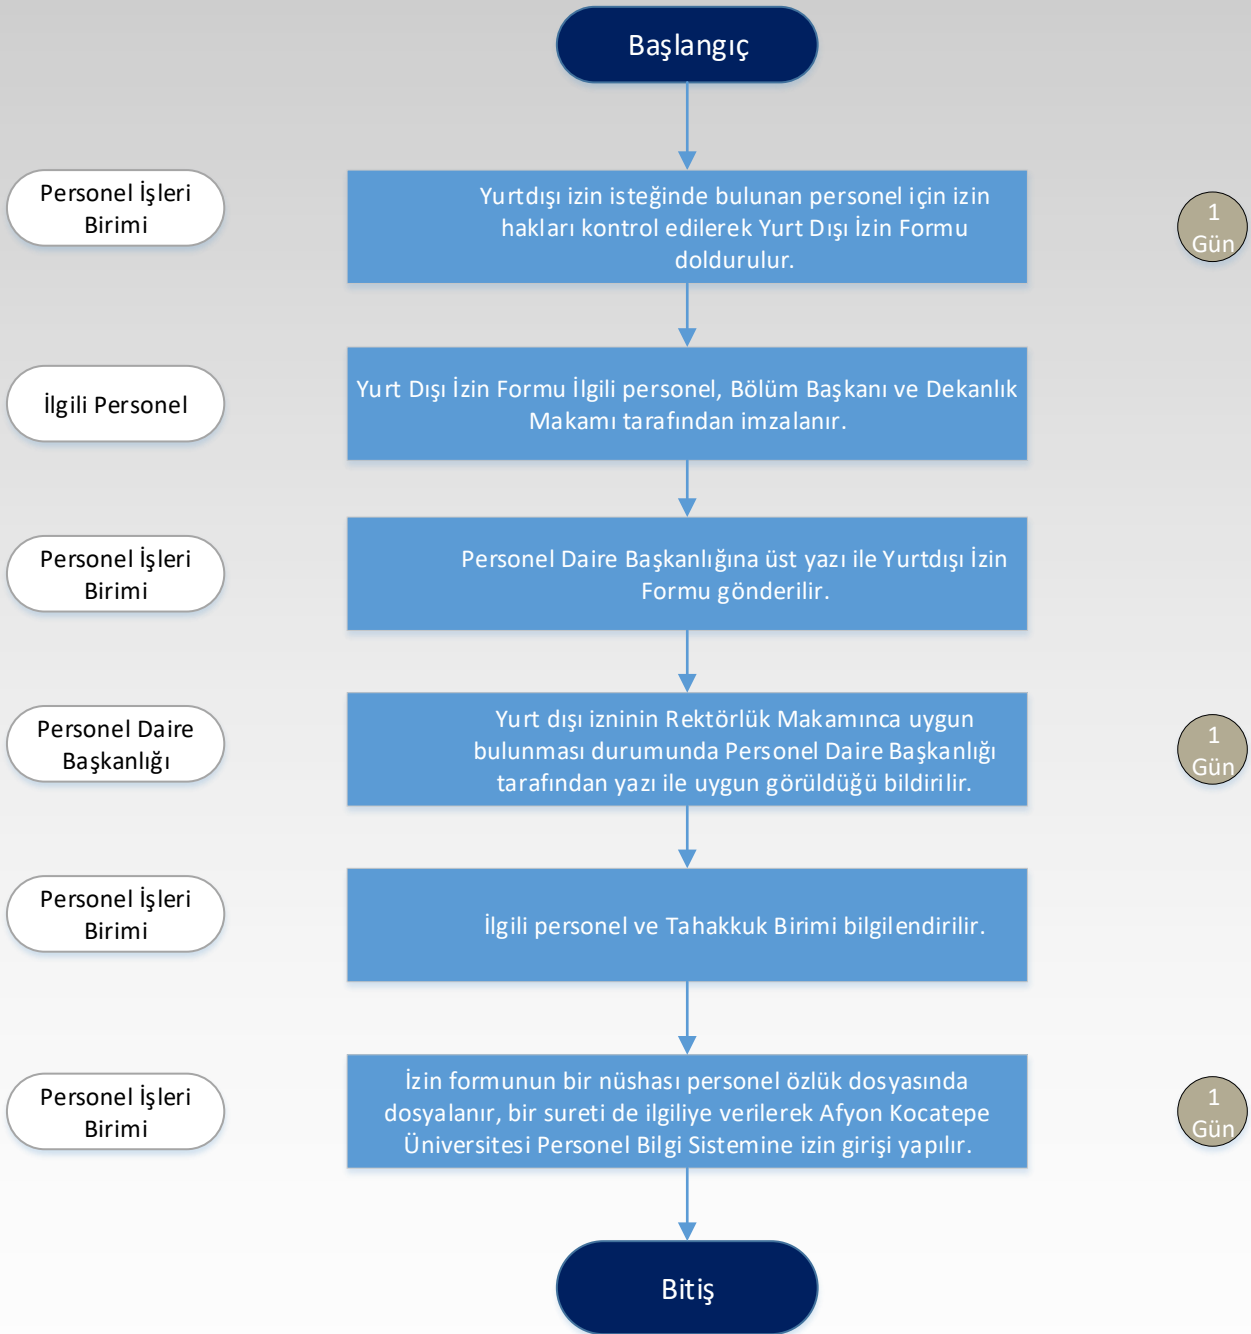 Başlangıç
Personel İşleri
Birimi
Yurtdışı izin isteğinde bulunan personel için izin
hakları kontrol edilerek Yurt Dışı İzin Formu
doldurulur.
1
Gün
İlgili Personel
Yurt Dışı İzin Formu İlgili personel, Bölüm Başkanı ve Dekanlık
Makamı tarafından imzalanır.
Personel İşleri
Birimi
Personel Daire Başkanlığına üst yazı ile Yurtdışı İzin
Formu gönderilir.
Personel Daire
Başkanlığı
Yurt dışı izninin Rektörlük Makamınca uygun
bulunması durumunda Personel Daire Başkanlığı
tarafından yazı ile uygun görüldüğü bildirilir.
1
Gün
Personel İşleri
Birimi
İlgili personel ve Tahakkuk Birimi bilgilendirilir.
Personel İşleri
Birimi
İzin formunun bir nüshası personel özlük dosyasında
dosyalanır, bir sureti de ilgiliye verilerek Afyon Kocatepe
Üniversitesi Personel Bilgi Sistemine izin girişi yapılır.
1
Gün
Bitiş